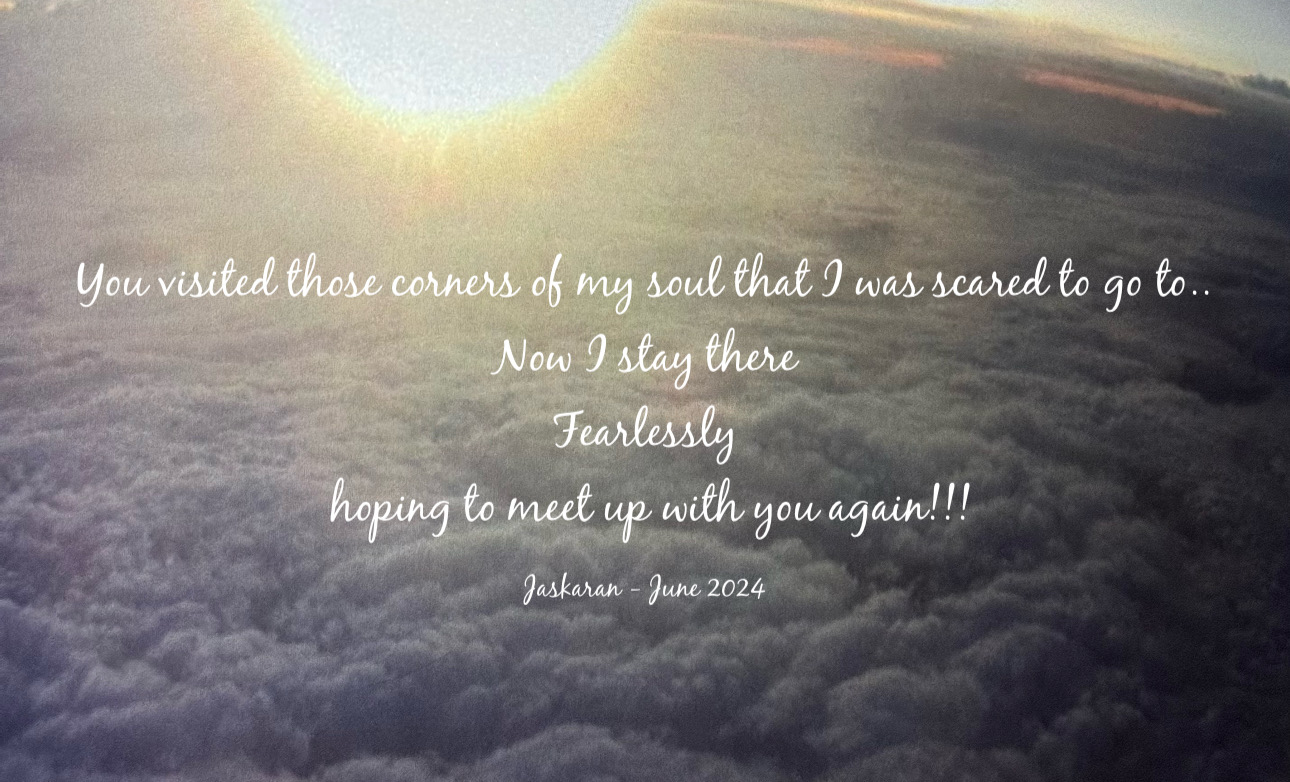 You visited those corners of my soul that I was scared to go to..
Now I stay there
Fearlessly
hoping to meet up with you again!!!
Jaskaran - June 2024